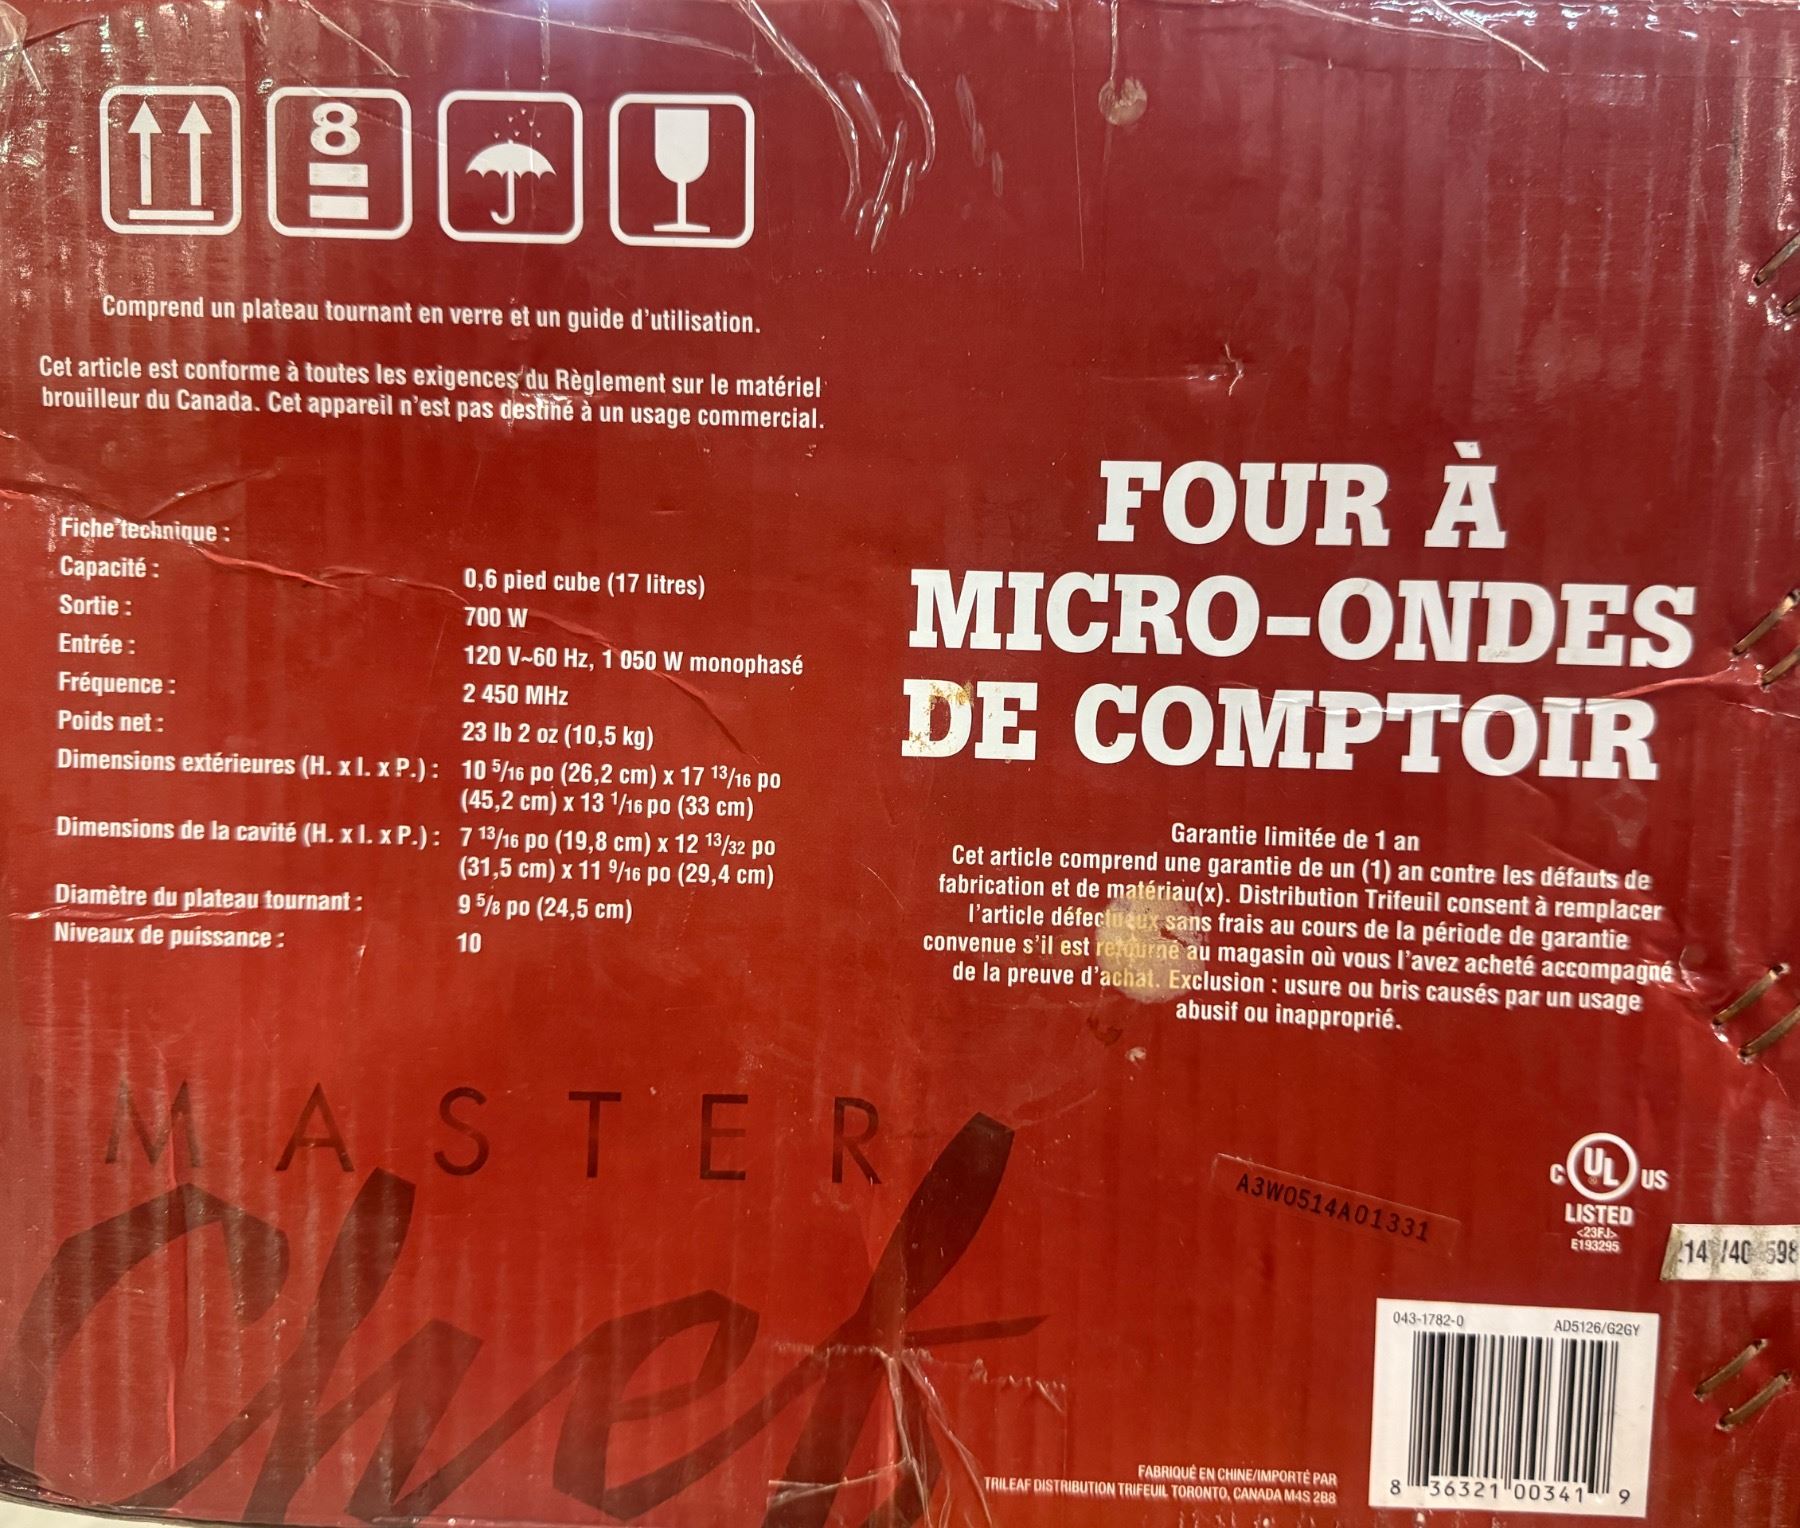 8
Comprend un plateau tournant en verre et un guide d'utilisation.
Cet article est conforme à toutes les exigences du Règlement sur le matériel
brouilleur du Canada. Cet appareil n'est pas destiné à un usage commercial.
Fiche technique :
Capacité : 0,6 pied cube (17 litres)
Sortie : 700 W
Entrée : 120 V~60 Hz, 1 050 W monophasé
Fréquence : 2 450 MHz
Poids net : 23 lb 2 oz (10,5 kg)
Dimensions extérieures (H. x l. x P.) : 10 5/16 po (26,2 cm) x 17 13/16 po
(45,2 cm) x 13 1/16 po (33 cm)
Dimensions de la cavité (H. x l. x P.) : 7 13/16 po (19,8 cm) x 12 13/32 po
(31,5 cm) x 11 9/16 po (29,4 cm)
Diamètre du plateau tournant : 9 5/8 po (24,5 cm)
Niveaux de puissance : 10
FOUR À
MICRO-ONDES
DE COMPTOIR
Garantie limitée de 1 an
Cet article comprend une garantie de un (1) an contre les défauts de
fabrication et de matériau(x). Distribution Trifeuil consent à remplacer
l'article défectueux sans frais au cours de la période de garantie
convenue s'il est retourné au magasin où vous l'avez acheté accompagné
de la preuve d'achat. Exclusion : usure ou bris causés par un usage
abusif ou inapproprié.
MASTER
Chef
A3W0514A01331
C UL US
LISTED
<23FJ>
E193295
043-1782-0 AD5126/G2GY
8 36321 00341 9
FABRIQUÉ EN CHINE/IMPORTÉ PAR
TRILEAF DISTRIBUTION TRIFEUIL TORONTO, CANADA M4S 2B8